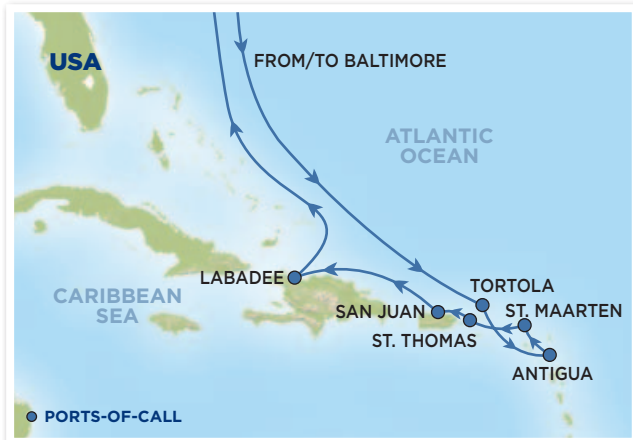 USA
FROM/TO BALTIMORE
ATLANTIC
OCEAN
LABADEE
TORTOLA
CARIBBEAN
SEA
SAN JUAN
ST. MAARTEN
ST. THOMAS
ANTIGUA
PORTS-OF-CALL